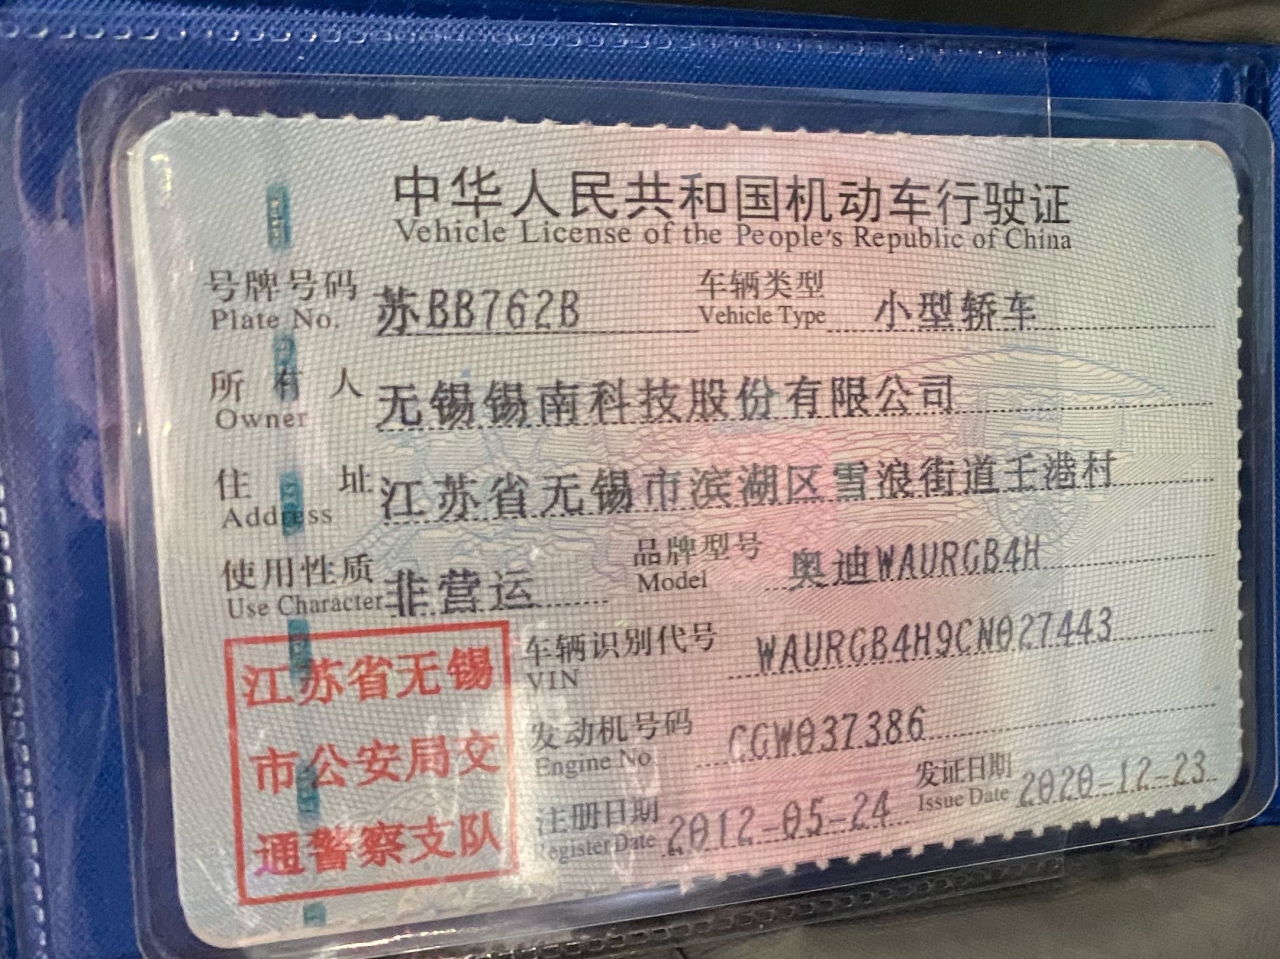 中华人民共和国机动车行驶证
Vehicle License of the People's Republic of China
号牌号码 苏BB762B 车辆类型 小型轿车
Plate No. Vehicle Type
所有人 无锡锡南科技股份有限公司
Owner
住址 江苏省无锡市滨湖区雪浪街道壬港村
Address
使用性质 非营运 品牌型号 奥迪WAURGB4H
Use Character Model
车辆识别代号 WAURGB4H9CN027443
VIN
发动机号码 CGW037386
Engine No
注册日期 2012-05-24 发证日期 2020-12-23
Register Date Issue Date
江苏省无锡
市公安局交
通警察支队